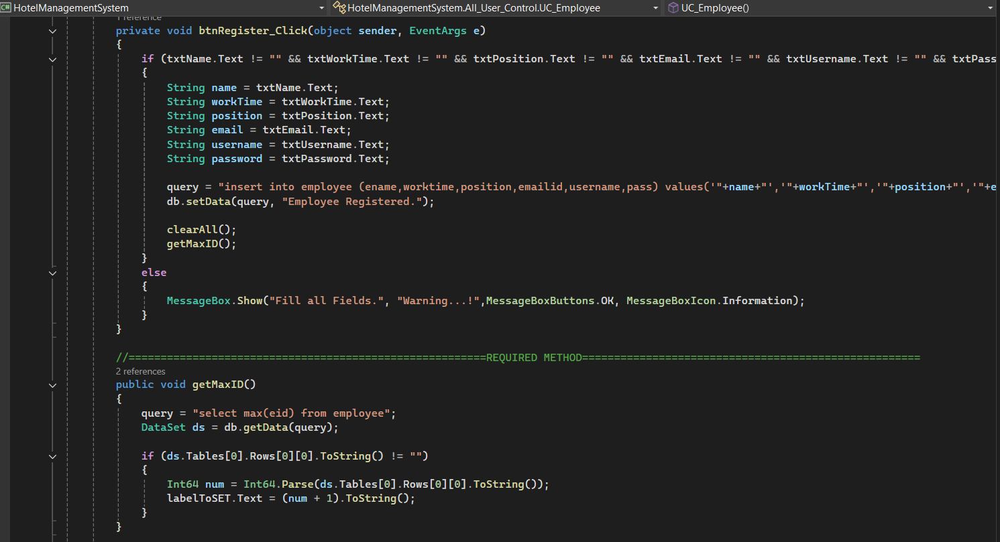 HotelManagementSystem HotelManagementSystem.All_User_Control.UC_Employee UC_Employee()
1 reference
private void btnRegister_Click(object sender, EventArgs e)
{
if (txtName.Text != "" && txtWorkTime.Text != "" && txtPosition.Text != "" && txtEmail.Text != "" && txtUsername.Text != "" && txtPass
{
String name = txtName.Text;
String workTime = txtWorkTime.Text;
String position = txtPosition.Text;
String email = txtEmail.Text;
String username = txtUsername.Text;
String password = txtPassword.Text;
query = "insert into employee (ename,worktime,position,emailid,username,pass) values('"+name+"','"+workTime+"','"+position+"','"+e
db.setData(query, "Employee Registered.");
clearAll();
getMaxID();
}
else
{
MessageBox.Show("Fill all Fields.", "Warning...!",MessageBoxButtons.OK, MessageBoxIcon.Information);
}
}
//========================================================REQUIRED METHOD=====================================================
2 references
public void getMaxID()
{
query = "select max(eid) from employee";
DataSet ds = db.getData(query);
if (ds.Tables[0].Rows[0][0].ToString() != "")
{
Int64 num = Int64.Parse(ds.Tables[0].Rows[0][0].ToString());
labelToSET.Text = (num + 1).ToString();
}
}